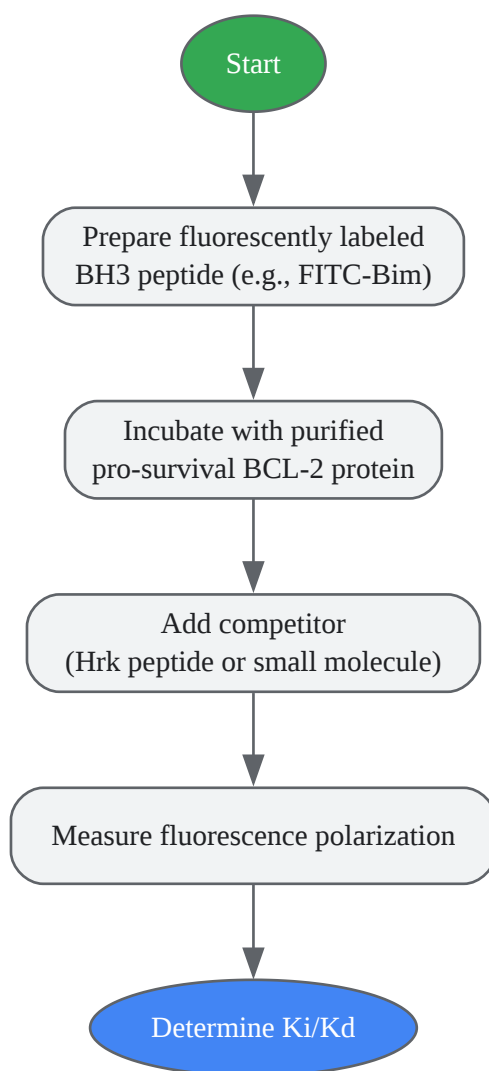 Start
Prepare fluorescently labeled
BH3 peptide (e.g., FITC-Bim)
Incubate with purified
pro-survival BCL-2 protein
Add competitor
(Hrk peptide or small molecule)
Measure fluorescence polarization
Determine Ki/Kd